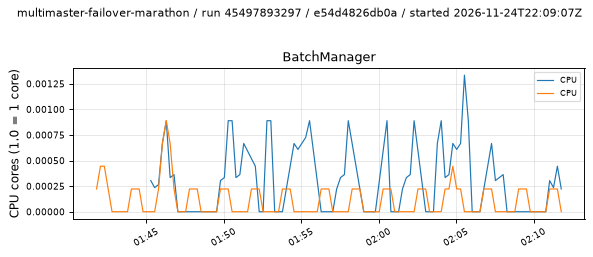 multimaster-failover-marathon / run 45497893297 / e54d4826db0a / started 2026-11-24T22:09:07Z
BatchManager
CPU cores (1.0 = 1 core)
0.00125
0.00100
0.00075
0.00050
0.00025
0.00000
CPU
CPU
01:45
01:50
01:55
02:00
02:05
02:10